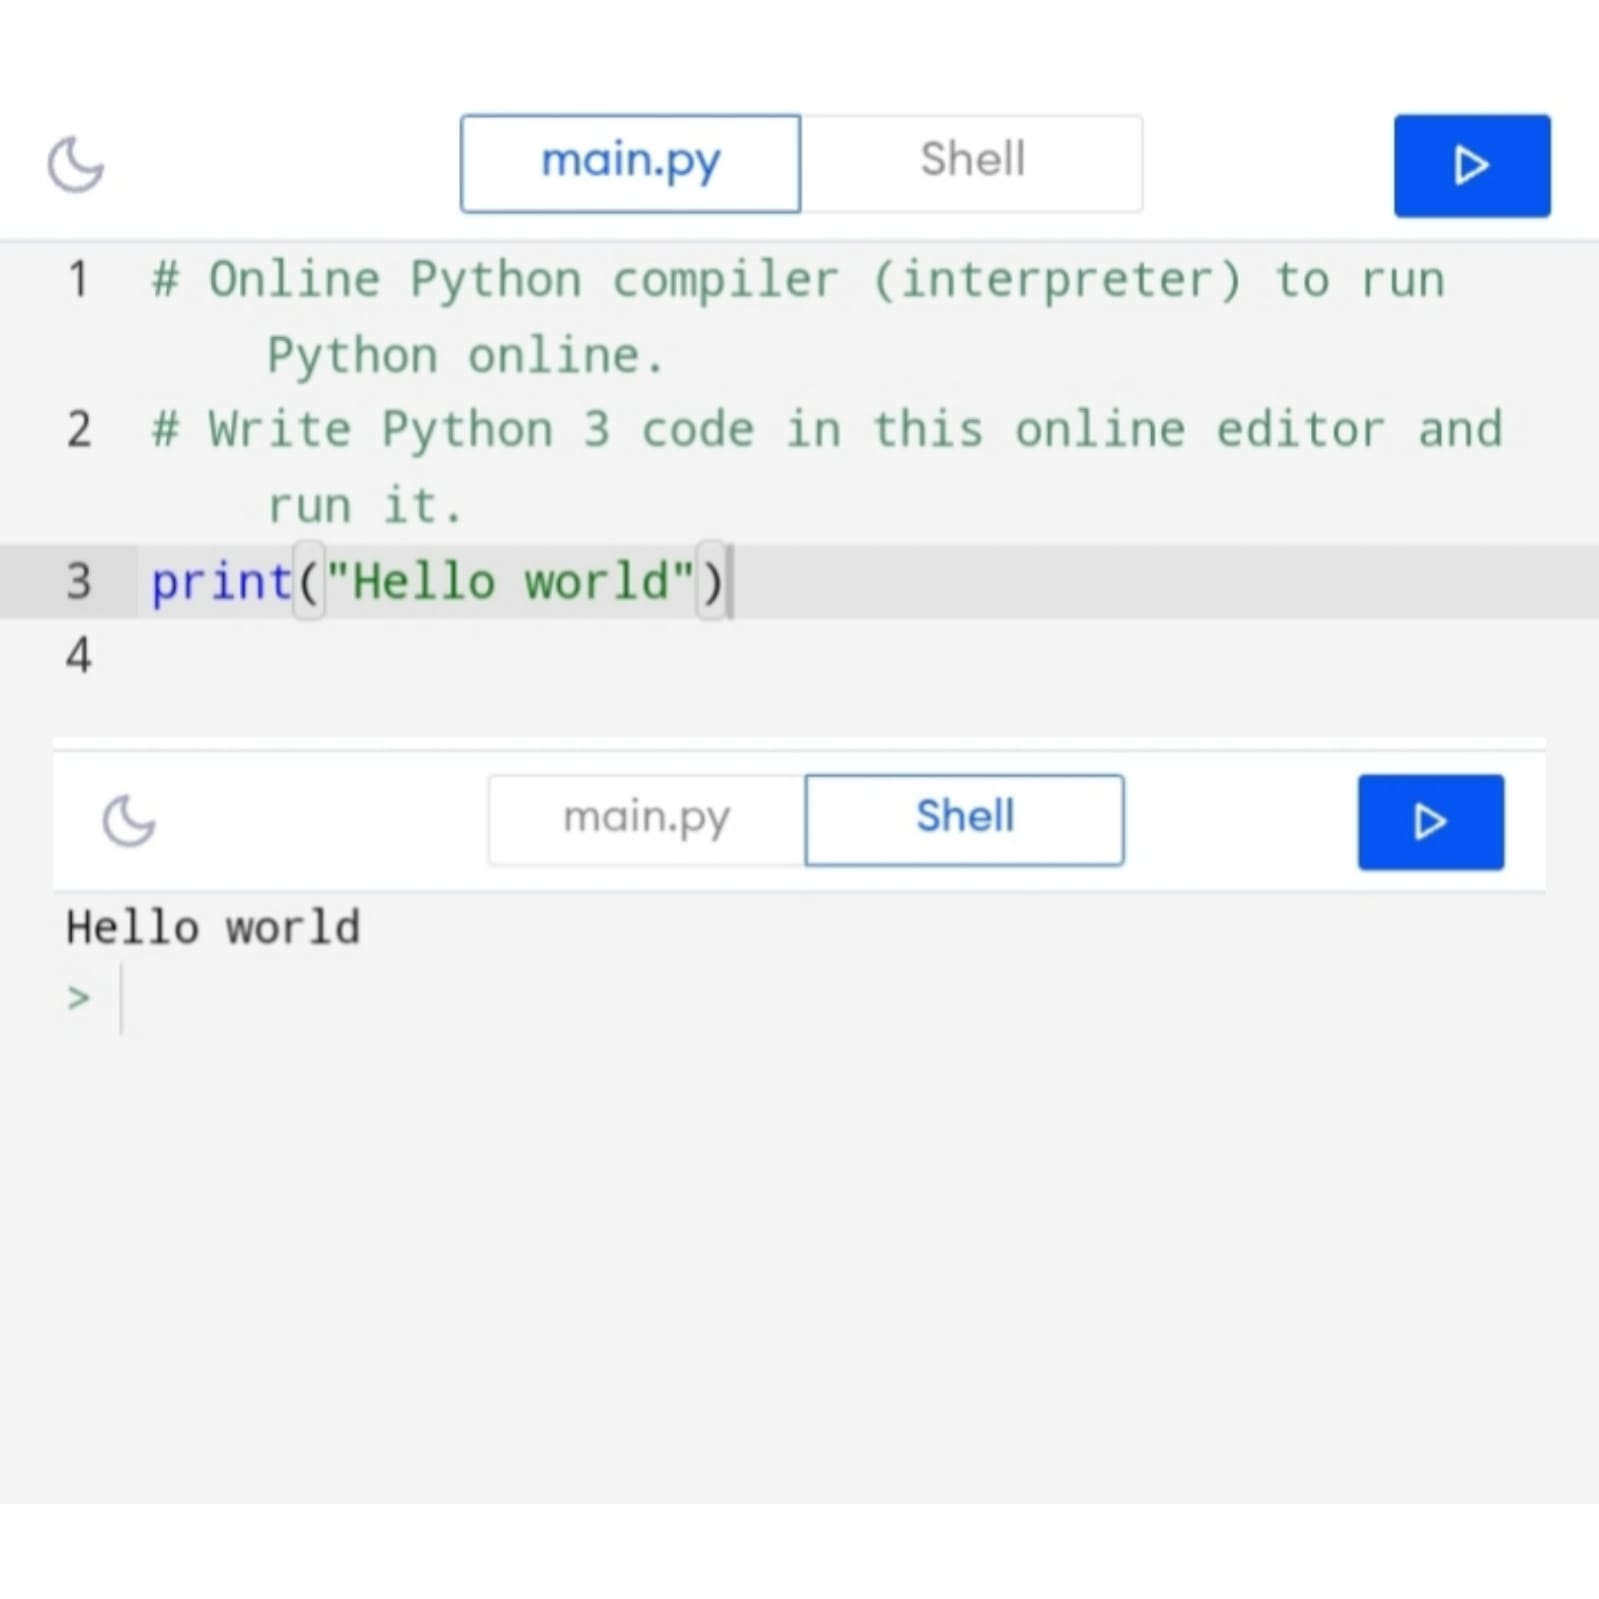 main.py Shell
1 # Online Python compiler (interpreter) to run
Python online.
2 # Write Python 3 code in this online editor and
run it.
3 print("Hello world")
4
main.py Shell
Hello world
>